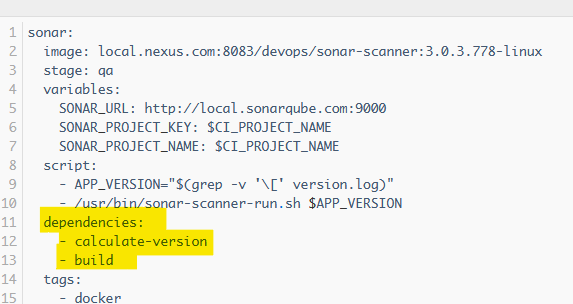 1 sonar:
2   image: local.nexus.com:8083/devops/sonar-scanner:3.0.3.778-linux
3   stage: qa
4   variables:
5     SONAR_URL: http://local.sonarqube.com:9000
6     SONAR_PROJECT_KEY: $CI_PROJECT_NAME
7     SONAR_PROJECT_NAME: $CI_PROJECT_NAME
8   script:
9     - APP_VERSION="$(grep -v '\[' version.log)"
10     - /usr/bin/sonar-scanner-run.sh $APP_VERSION
11   dependencies:
12     - calculate-version
13     - build
14   tags:
15     - docker